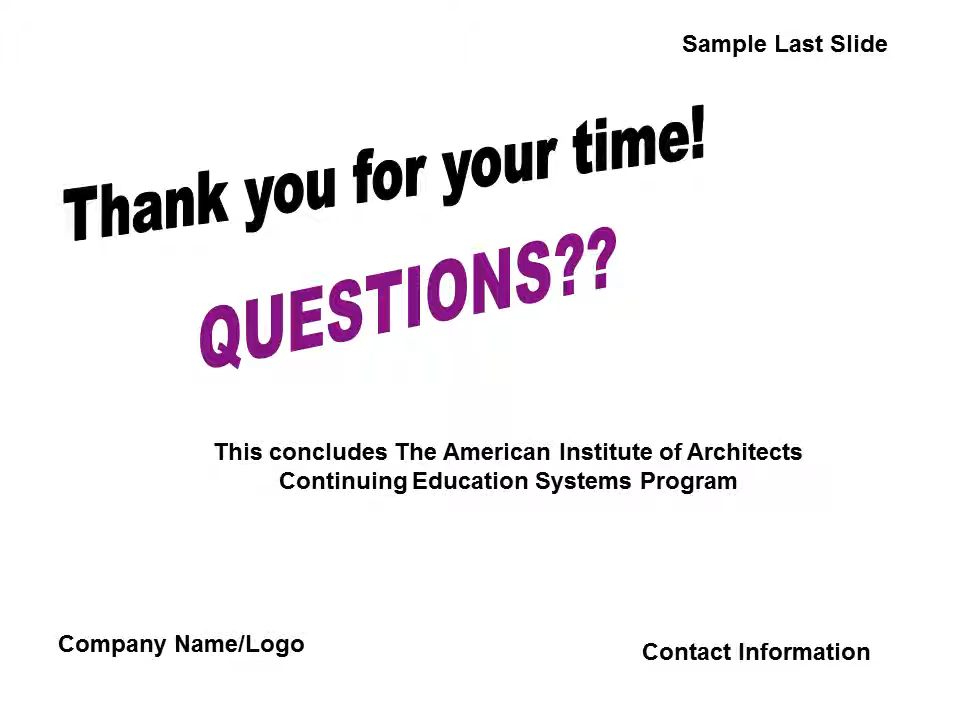 Sample Last Slide
Thank you for your time!
QUESTIONS??
This concludes The American Institute of Architects
Continuing Education Systems Program
Company Name/Logo
Contact Information